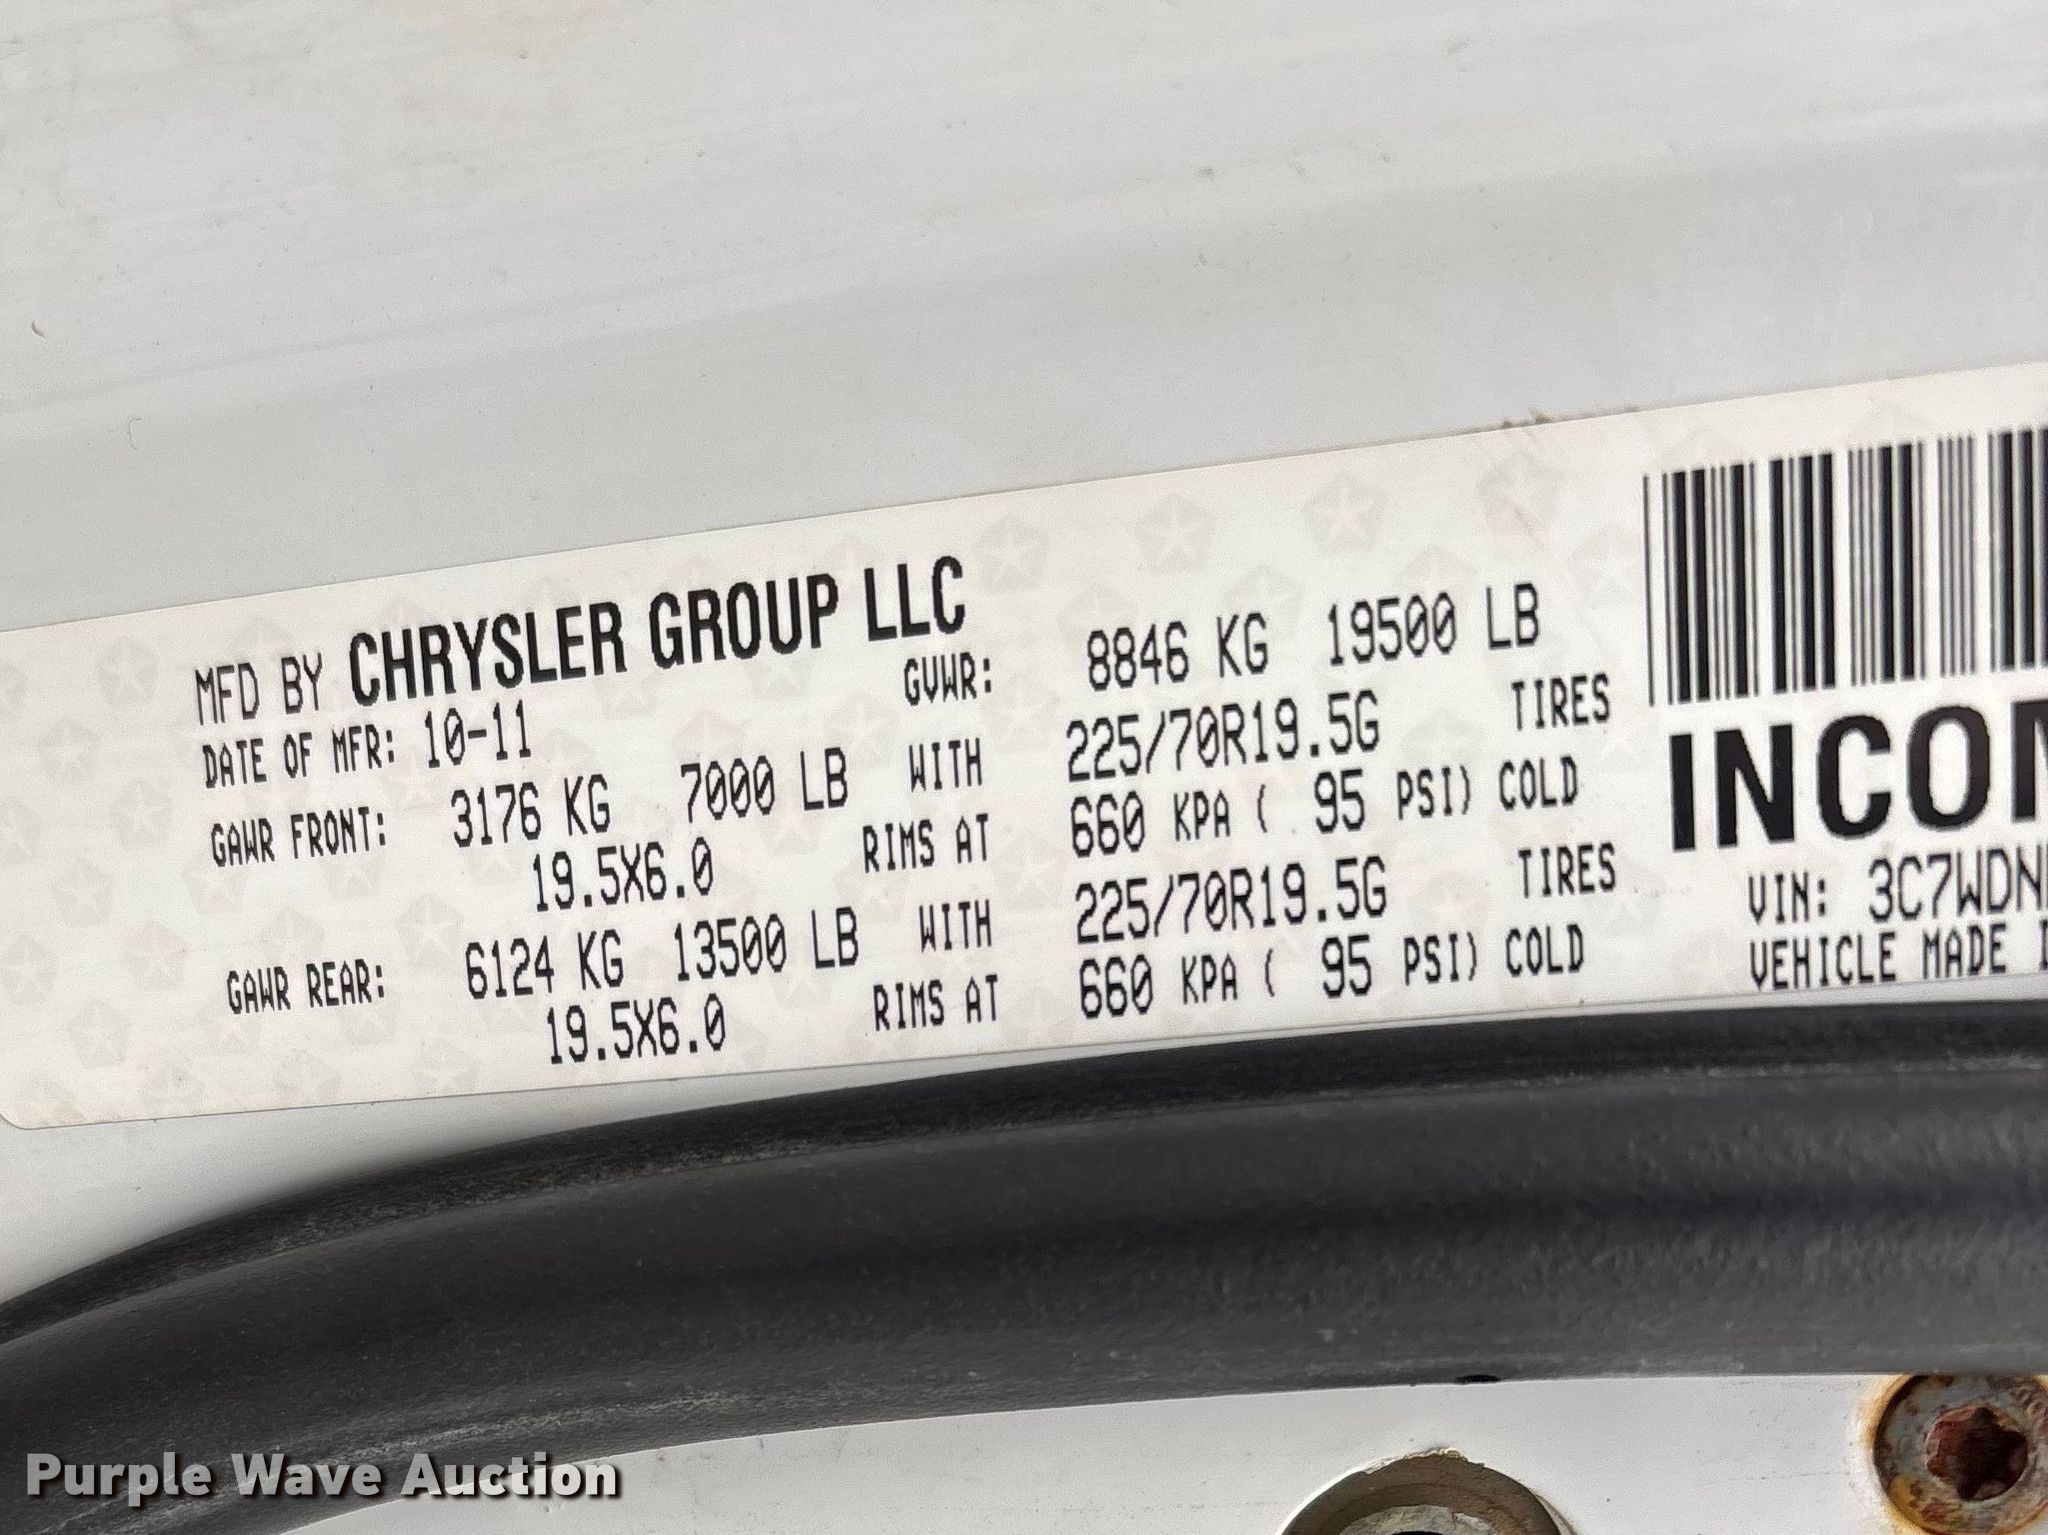 MFD BY CHRYSLER GROUP LLC
DATE OF MFR: 10-11 GVWR: 8846 KG 19500 LB
GAWR FRONT: 3176 KG 7000 LB WITH 225/70R19.5G TIRES
19.5X6.0 RIMS AT 660 KPA ( 95 PSI) COLD
GAWR REAR: 6124 KG 13500 LB WITH 225/70R19.5G TIRES
19.5X6.0 RIMS AT 660 KPA ( 95 PSI) COLD
INCOM
VIN: 3C7WDN
VEHICLE MADE I
Purple Wave Auction